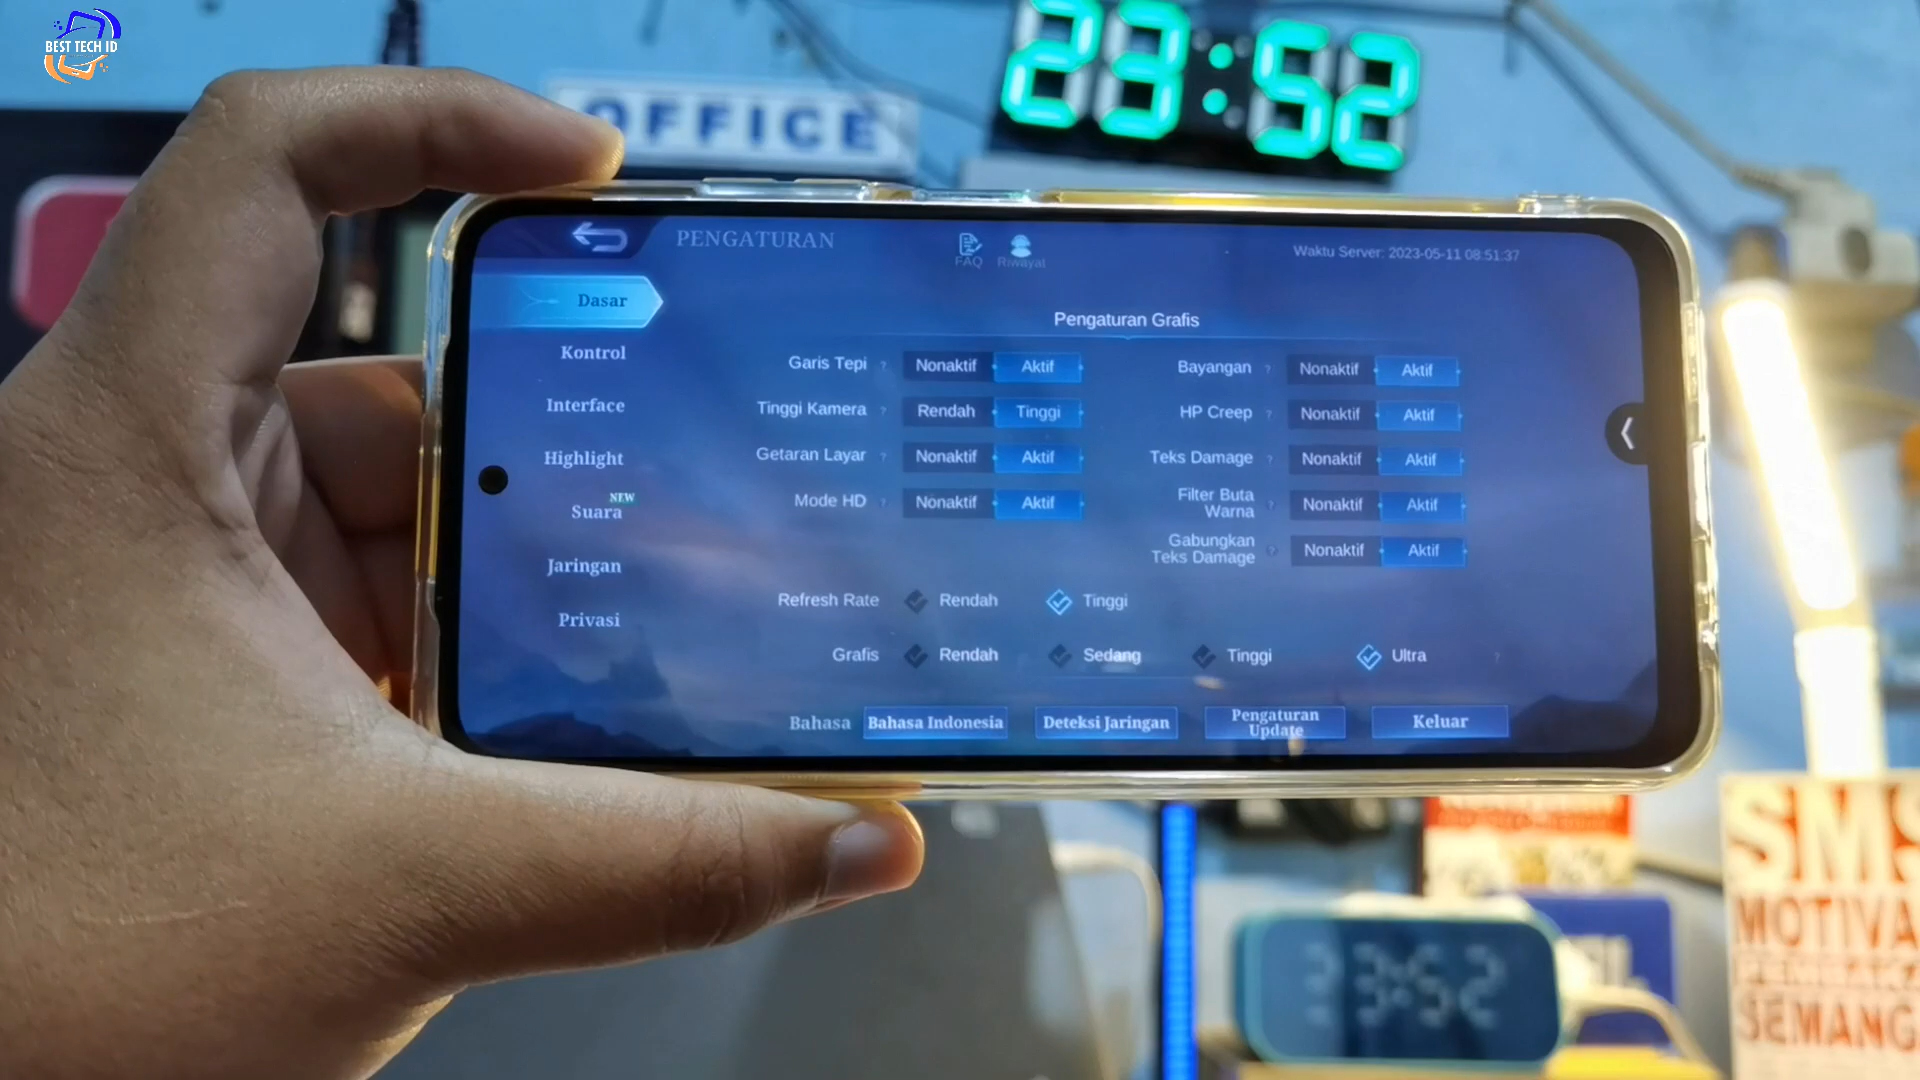 BEST TECH ID
OFFICE
23:52
PENGATURAN
FAQ
Riwayat
Waktu Server: 2023-05-11 08:51:37
Dasar
Kontrol
Interface
Highlight
NEW
Suara
Jaringan
Privasi
Pengaturan Grafis
Garis Tepi ? Nonaktif Aktif
Bayangan ? Nonaktif Aktif
Tinggi Kamera ? Rendah Tinggi
HP Creep ? Nonaktif Aktif
Getaran Layar ? Nonaktif Aktif
Teks Damage ? Nonaktif Aktif
Mode HD ? Nonaktif Aktif
Filter Buta
Warna ? Nonaktif Aktif
Gabungkan
Teks Damage ? Nonaktif Aktif
Refresh Rate Rendah Tinggi
Grafis Rendah Sedang Tinggi Ultra ?
Bahasa Bahasa Indonesia Deteksi Jaringan Pengaturan
Update Keluar
23:52
SMS
MOTIVA
SEMANG